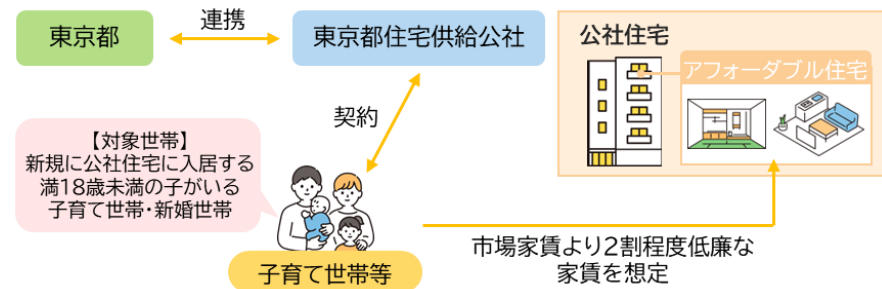 東京都
連携
東京都住宅供給公社
公社住宅
アフォーダブル住宅
契約
【対象世帯】
新規に公社住宅に入居する
満18歳未満の子がいる
子育て世帯・新婚世帯
子育て世帯等
市場家賃より2割程度低廉な
家賃を想定